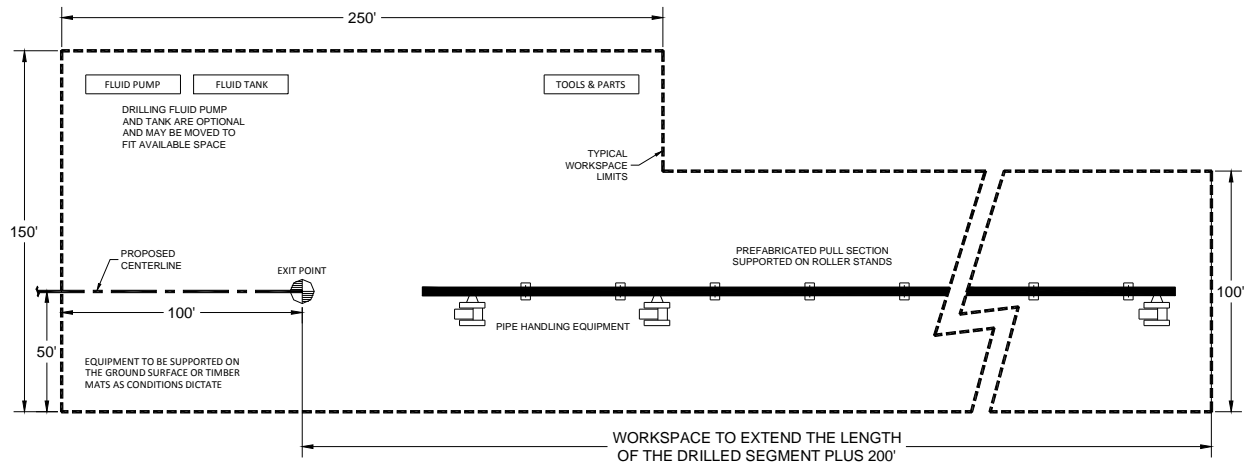 250'
FLUID PUMP
FLUID TANK
TOOLS & PARTS
DRILLING FLUID PUMP
AND TANK ARE OPTIONAL
AND MAY BE MOVED TO
FIT AVAILABLE SPACE
TYPICAL
WORKSPACE
LIMITS
150'
PROPOSED
CENTERLINE
EXIT POINT
PREFABRICATED PULL SECTION
SUPPORTED ON ROLLER STANDS
100'
100'
50'
PIPE HANDLING EQUIPMENT
EQUIPMENT TO BE SUPPORTED ON
THE GROUND SURFACE OR TIMBER
MATS AS CONDITIONS DICTATE
WORKSPACE TO EXTEND THE LENGTH
OF THE DRILLED SEGMENT PLUS 200'